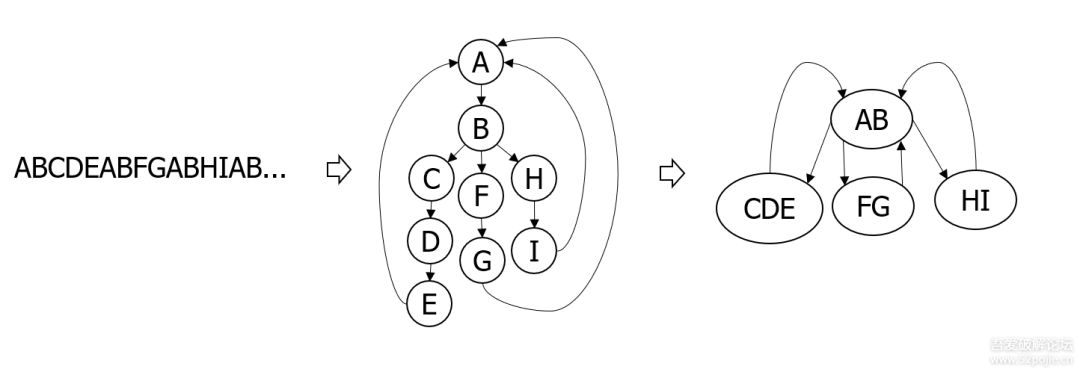 ABCDEABFGABHIAB...
A
B
C
F
H
D
G
I
E
AB
CDE
FG
HI
吾爱破解论坛
www.52pojie.cn